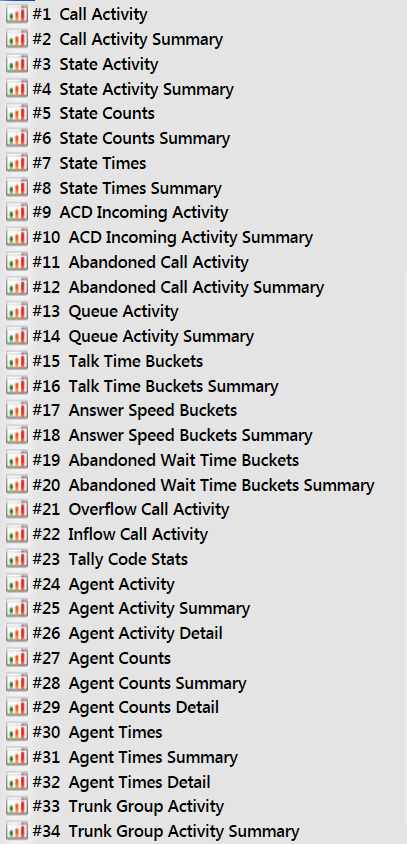 #1 Call Activity
#2 Call Activity Summary
#3 State Activity
#4 State Activity Summary
#5 State Counts
#6 State Counts Summary
#7 State Times
#8 State Times Summary
#9 ACD Incoming Activity
#10 ACD Incoming Activity Summary
#11 Abandoned Call Activity
#12 Abandoned Call Activity Summary
#13 Queue Activity
#14 Queue Activity Summary
#15 Talk Time Buckets
#16 Talk Time Buckets Summary
#17 Answer Speed Buckets
#18 Answer Speed Buckets Summary
#19 Abandoned Wait Time Buckets
#20 Abandoned Wait Time Buckets Summary
#21 Overflow Call Activity
#22 Inflow Call Activity
#23 Tally Code Stats
#24 Agent Activity
#25 Agent Activity Summary
#26 Agent Activity Detail
#27 Agent Counts
#28 Agent Counts Summary
#29 Agent Counts Detail
#30 Agent Times
#31 Agent Times Summary
#32 Agent Times Detail
#33 Trunk Group Activity
#34 Trunk Group Activity Summary